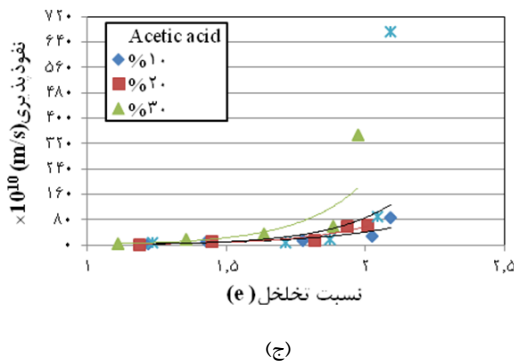 نفوذپذیری(m/s) ×10¹⁰
۷۲۰
۶۴۰
۵۶۰
۴۸۰
۴۰۰
۳۲۰
۲۴۰
۱۶۰
۸۰
۰
Acetic acid
%۱۰
%۲۰
%۳۰
۱ ۱,۵ ۲ ۲,۵
نسبت تخلخل (e)
(ج)